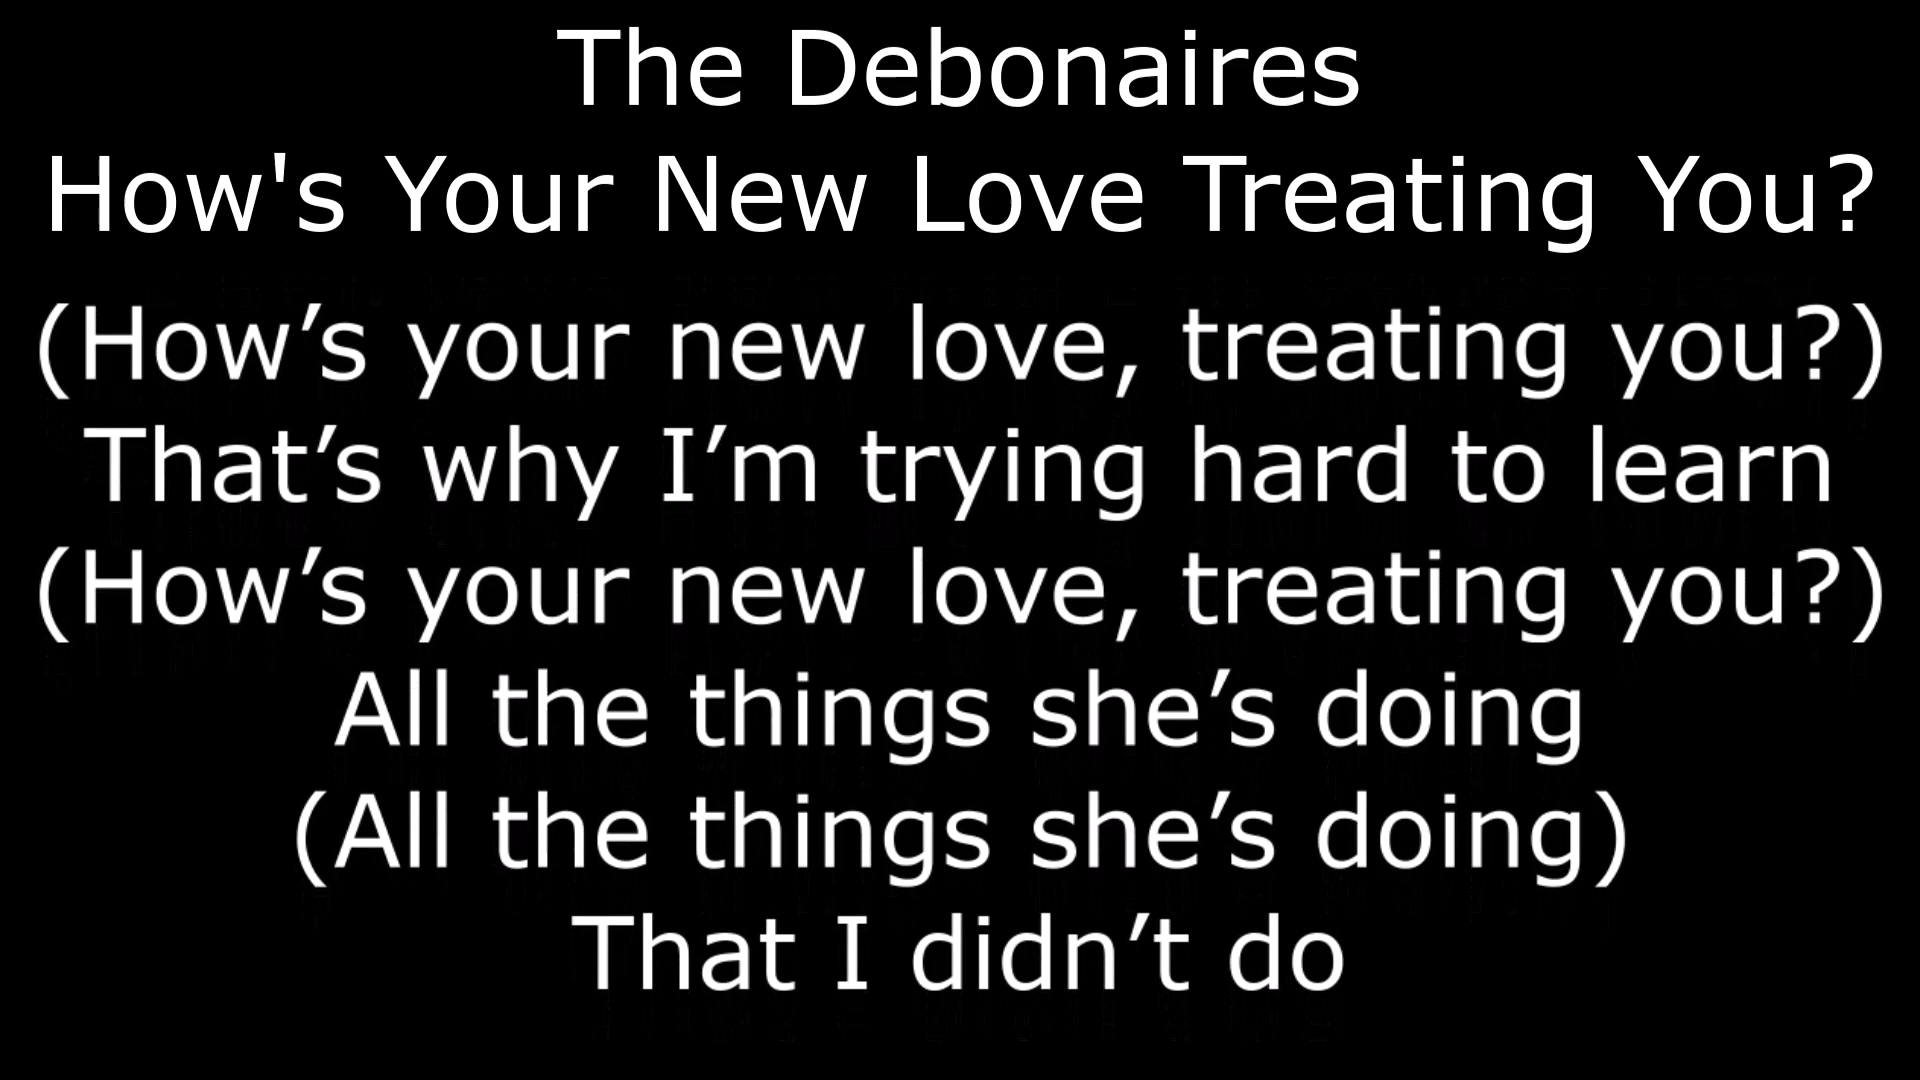 The Debonaires
How's Your New Love Treating You?
(How’s your new love, treating you?)
That’s why I’m trying hard to learn
(How’s your new love, treating you?)
All the things she’s doing
(All the things she’s doing)
That I didn’t do